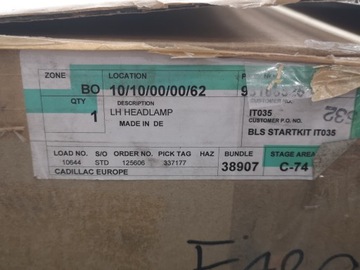 ZONE LOCATION
BO 10/10/00/00/62
QTY DESCRIPTION
1 LH HEADLAMP IT035
MADE IN DE CUSTOMER P.O. NO.
BLS STARTKIT IT035
LOAD NO. S/O ORDER NO. PICK TAG HAZ BUNDLE STAGE AREA
10644 STD 125606 337177 38907 C-74
CADILLAC EUROPE